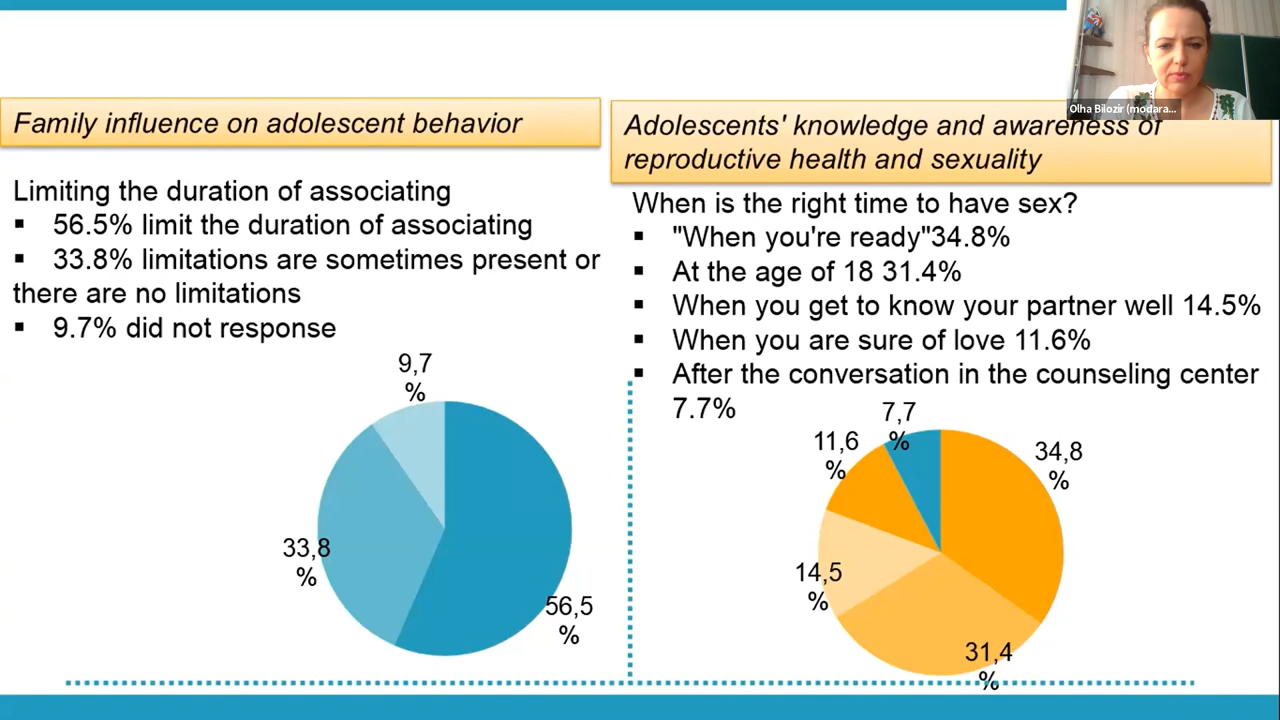 Olha Bilozir (modara...
Family influence on adolescent behavior
Limiting the duration of associating
▪ 56.5% limit the duration of associating
▪ 33.8% limitations are sometimes present or
there are no limitations
▪ 9.7% did not response
9,7
%
33,8
%
56,5
%
Adolescents' knowledge and awareness of
reproductive health and sexuality
When is the right time to have sex?
▪ "When you're ready"34.8%
▪ At the age of 18 31.4%
▪ When you get to know your partner well 14.5%
▪ When you are sure of love 11.6%
▪ After the conversation in the counseling center
7.7%
7,7
%
11,6
%
34,8
%
14,5
%
31,4
%